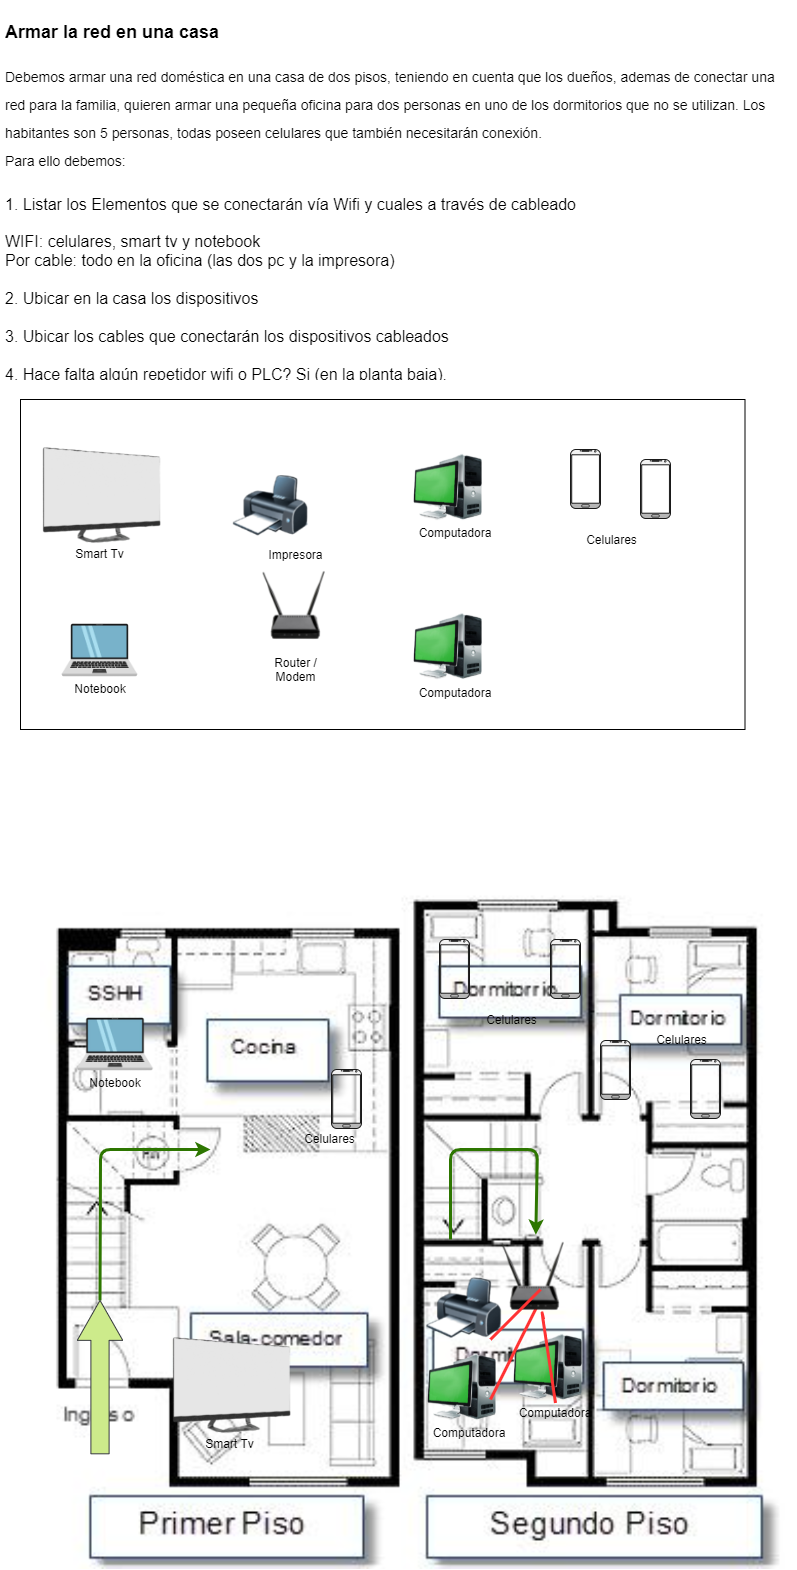 Armar la red en una casa
Debemos armar una red doméstica en una casa de dos pisos, teniendo en cuenta que los dueños, ademas de conectar una
red para la familia, quieren armar una pequeña oficina para dos personas en uno de los dormitorios que no se utilizan. Los
habitantes son 5 personas, todas poseen celulares que también necesitarán conexión.
Para ello debemos:
1. Listar los Elementos que se conectarán vía Wifi y cuales a través de cableado
WIFI: celulares, smart tv y notebook
Por cable: todo en la oficina (las dos pc y la impresora)
2. Ubicar en la casa los dispositivos
3. Ubicar los cables que conectarán los dispositivos cableados
4. Hace falta algún repetidor wifi o PLC? Si (en la planta baja).
Smart Tv
Impresora
Computadora
Celulares
Notebook
Router /
Modem
Computadora
SSHH
Cocina
Notebook
Celulares
Sala-comedor
Smart Tv
Primer Piso
Dormitorio
Celulares
Dormitorio
Celulares
Computadora
Computadora
Dormitorio
Segundo Piso